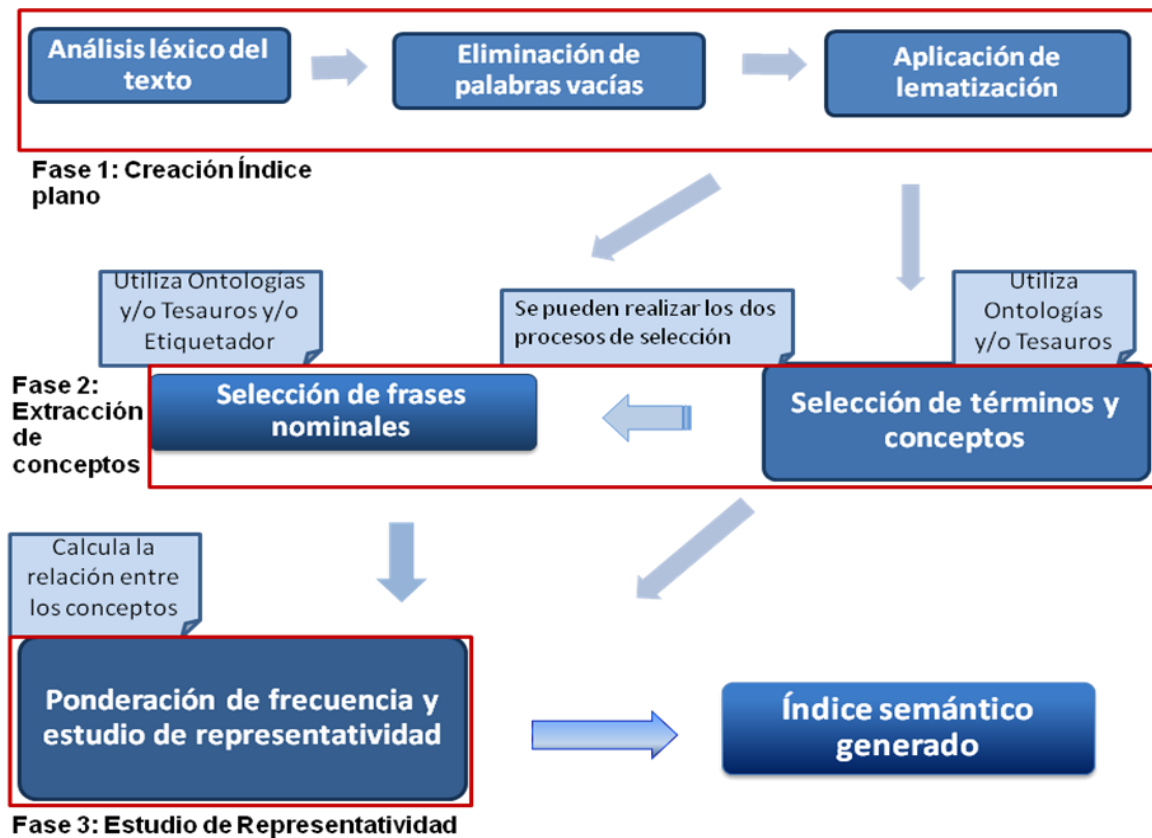 Análisis léxico del
texto
Eliminación de
palabras vacías
Aplicación de
lematización
Fase 1: Creación Índice
plano
Utiliza Ontologías
y/o Tesauros y/o
Etiquetador
Se pueden realizar los dos
procesos de selección
Utiliza
Ontologías
y/o Tesauros
Fase 2:
Extracción
de
conceptos
Selección de frases
nominales
Selección de términos y
conceptos
Calcula la
relación entre
los conceptos
Ponderación de frecuencia y
estudio de representatividad
Índice semántico
generado
Fase 3: Estudio de Representatividad